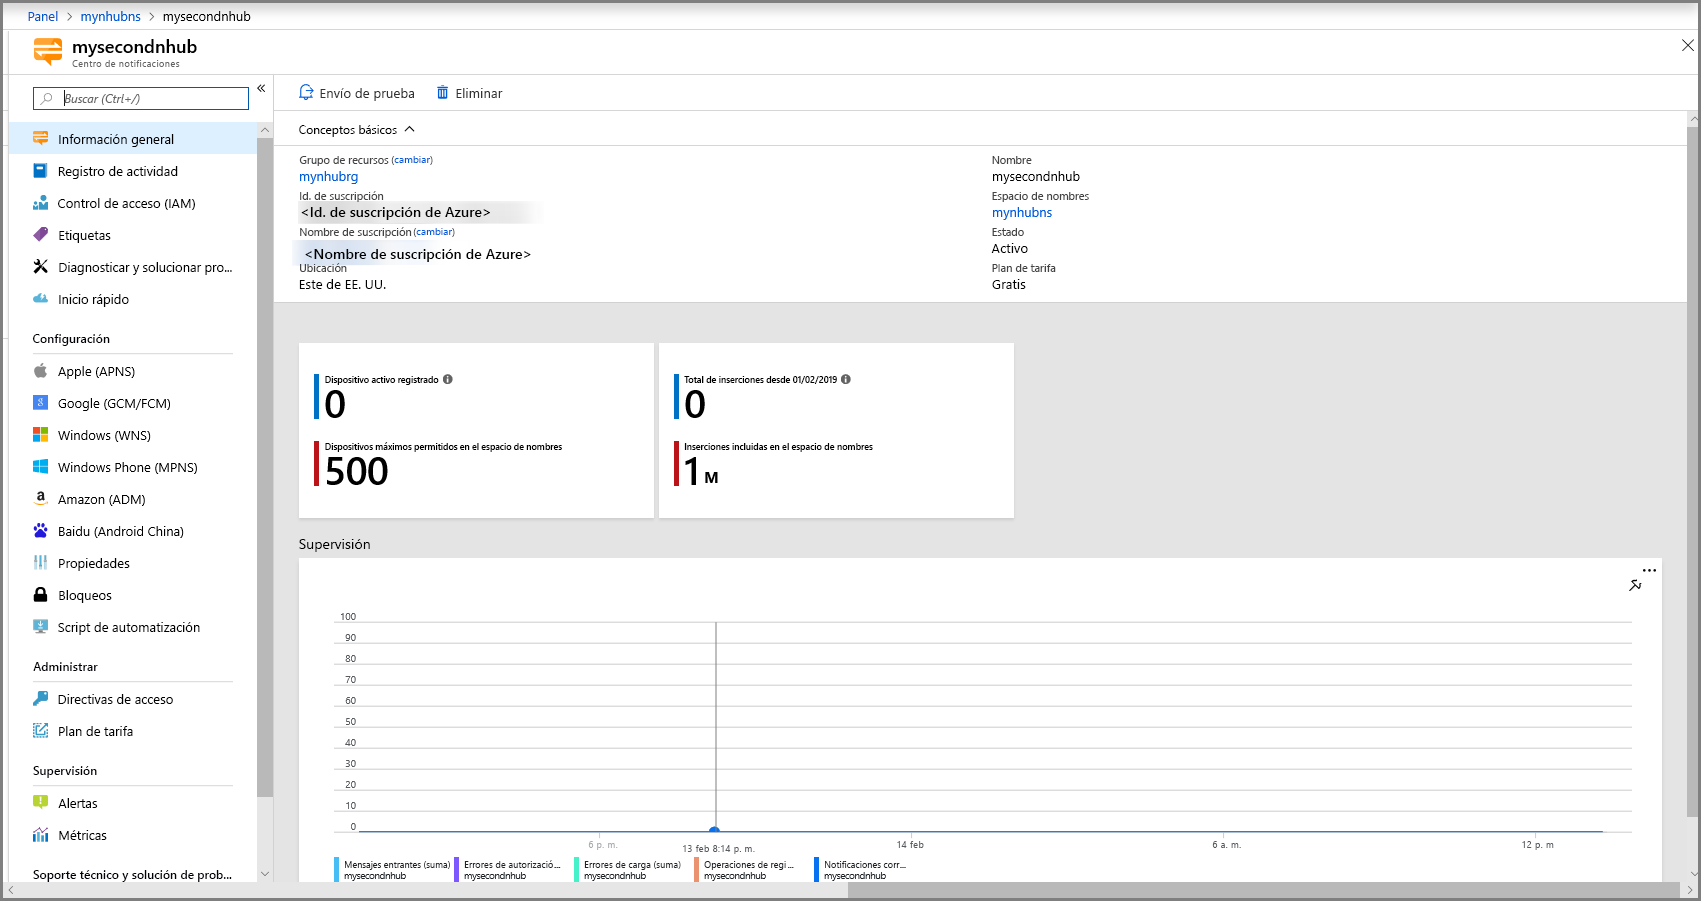 Panel > mynhubns > mysecondnhub
mysecondnhub
Centro de notificaciones
Buscar (Ctrl+/)
«
Información general
Registro de actividad
Control de acceso (IAM)
Etiquetas
Diagnosticar y solucionar pro...
Inicio rápido
Configuración
Apple (APNS)
Google (GCM/FCM)
Windows (WNS)
Windows Phone (MPNS)
Amazon (ADM)
Baidu (Android China)
Propiedades
Bloqueos
Script de automatización
Administrar
Directivas de acceso
Plan de tarifa
Supervisión
Alertas
Métricas
Soporte técnico y solución de prob...
Envío de prueba
Eliminar
Conceptos básicos
Grupo de recursos (cambiar)
mynhubrg
Id. de suscripción
<Id. de suscripción de Azure>
Nombre de suscripción (cambiar)
<Nombre de suscripción de Azure>
Ubicación
Este de EE. UU.
Nombre
mysecondnhub
Espacio de nombres
mynhubns
Estado
Activo
Plan de tarifa
Gratis
Dispositivo activo registrado
0
Dispositivos máximos permitidos en el espacio de nombres
500
Total de inserciones desde 01/02/2019
0
Inserciones incluidas en el espacio de nombres
1 M
Supervisión
100
90
80
70
60
50
40
30
20
10
0
6 p. m.
13 feb 8:14 p. m.
14 feb
6 a. m.
12 p. m
Mensajes entrantes (suma)
mysecondnhub
Errores de autorizació...
mysecondnhub
Errores de carga (suma)
mysecondnhub
Operaciones de regi...
mysecondnhub
Notificaciones corr...
mysecondnhub